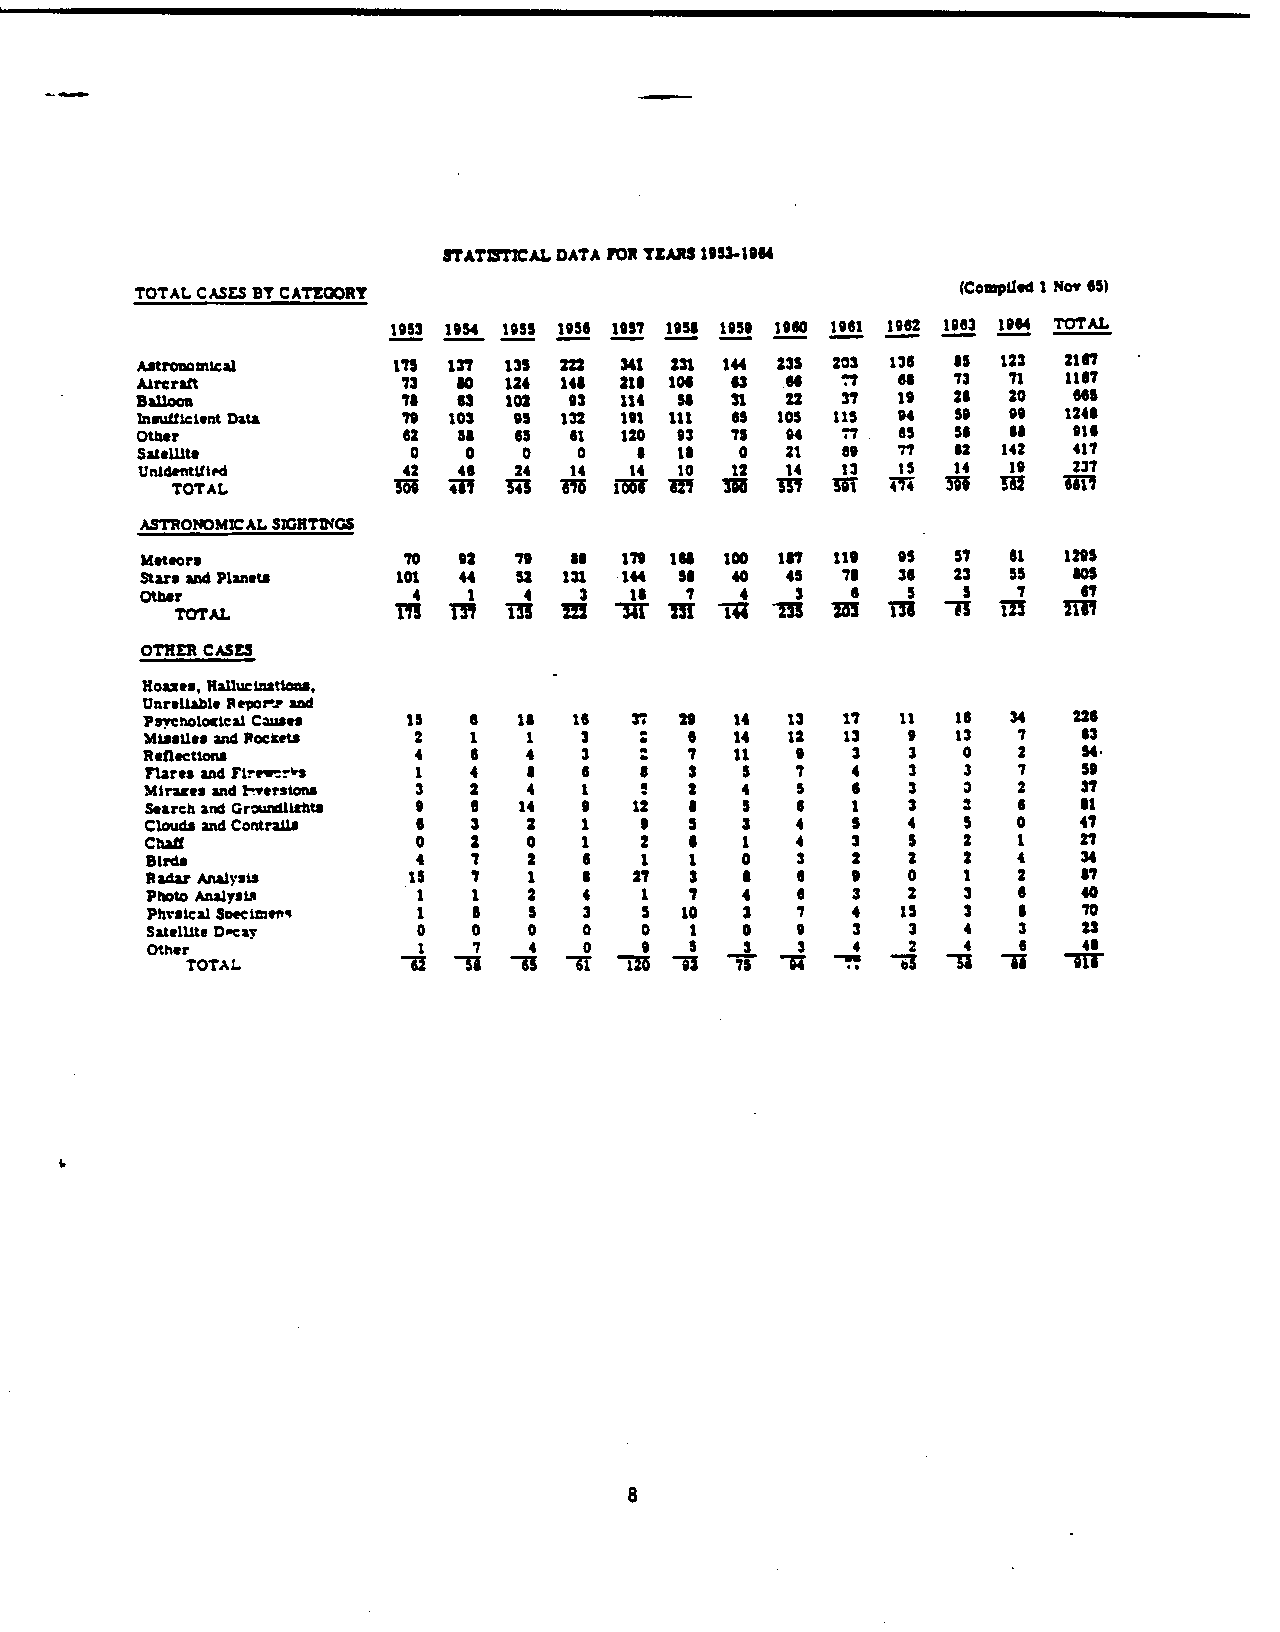 STATISTICAL DATA FOR YEARS 1953-1964
TOTAL CASES BY CATEGORY (Compiled 1 Nov 65)
1953 1954 1955 1956 1957 1958 1959 1960 1961 1962 1963 1964 TOTAL
Astronomical 175 137 135 222 341 231 144 235 203 136 85 123 2167
Aircraft 73 80 124 148 218 106 63 66 77 68 73 71 1167
Balloon 78 63 102 93 114 58 31 22 37 19 28 20 665
Insufficient Data 79 103 95 132 191 111 65 105 115 94 59 99 1248
Other 62 58 65 61 120 93 75 94 77 65 58 88 916
Satellite 0 0 0 0 8 18 0 21 69 77 82 142 417
Unidentified 42 46 24 14 14 10 12 14 13 15 14 19 237
TOTAL 509 487 545 670 1006 627 390 557 591 474 399 562 6817
ASTRONOMICAL SIGHTINGS
Meteors 70 92 79 88 179 168 100 187 119 95 57 61 1295
Stars and Planets 101 44 52 131 144 56 40 45 78 36 23 55 805
Other 4 1 4 3 18 7 4 3 6 5 5 7 67
TOTAL 175 137 135 222 341 231 144 235 203 136 85 123 2167
OTHER CASES
Hoaxes, Hallucinations,
Unreliable Reports and
Psychological Causes 15 6 18 16 37 29 14 13 17 11 16 34 226
Missiles and Rockets 2 1 1 3 2 6 14 12 13 9 13 7 83
Reflections 4 6 4 3 2 7 11 9 3 3 0 2 54
Flares and Fireworks 1 4 8 6 8 3 5 7 4 3 3 7 59
Mirages and Inversions 3 2 4 1 5 2 4 5 6 3 0 2 37
Search and Groundlights 9 6 14 9 12 8 5 6 1 3 2 6 81
Clouds and Contrails 6 3 2 1 9 5 3 4 5 4 5 0 47
Chaff 0 2 0 1 2 6 1 4 3 5 2 1 27
Birds 4 7 2 6 1 1 0 3 2 2 2 4 34
Radar Analysis 15 7 1 8 27 3 8 6 9 0 1 2 87
Photo Analysis 1 1 2 4 1 7 4 6 3 2 3 6 40
Physical Specimens 1 6 5 3 5 10 3 7 4 15 3 8 70
Satellite Decay 0 0 0 0 0 1 0 9 3 3 4 3 23
Other 1 7 4 0 9 5 3 3 4 2 4 6 48
TOTAL 62 58 65 61 120 93 75 94 77 65 58 88 916
8